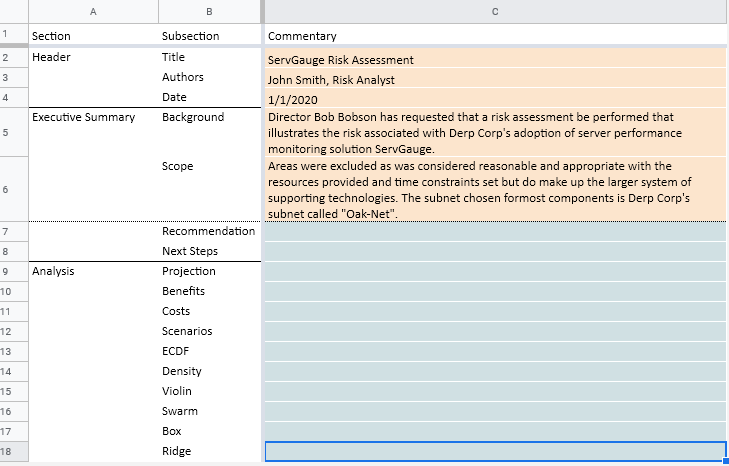 A B C
1 Section Subsection Commentary
2 Header Title ServGauge Risk Assessment
3 Authors John Smith, Risk Analyst
4 Date 1/1/2020
5 Executive Summary Background Director Bob Bobson has requested that a risk assessment be performed that
illustrates the risk associated with Derp Corp's adoption of server performance
monitoring solution ServGauge.
6 Scope Areas were excluded as was considered reasonable and appropriate with the
resources provided and time constraints set but do make up the larger system of
supporting technologies. The subnet chosen formost components is Derp Corp's
subnet called "Oak-Net".
7 Recommendation
8 Next Steps
9 Analysis Projection
10 Benefits
11 Costs
12 Scenarios
13 ECDF
14 Density
15 Violin
16 Swarm
17 Box
18 Ridge